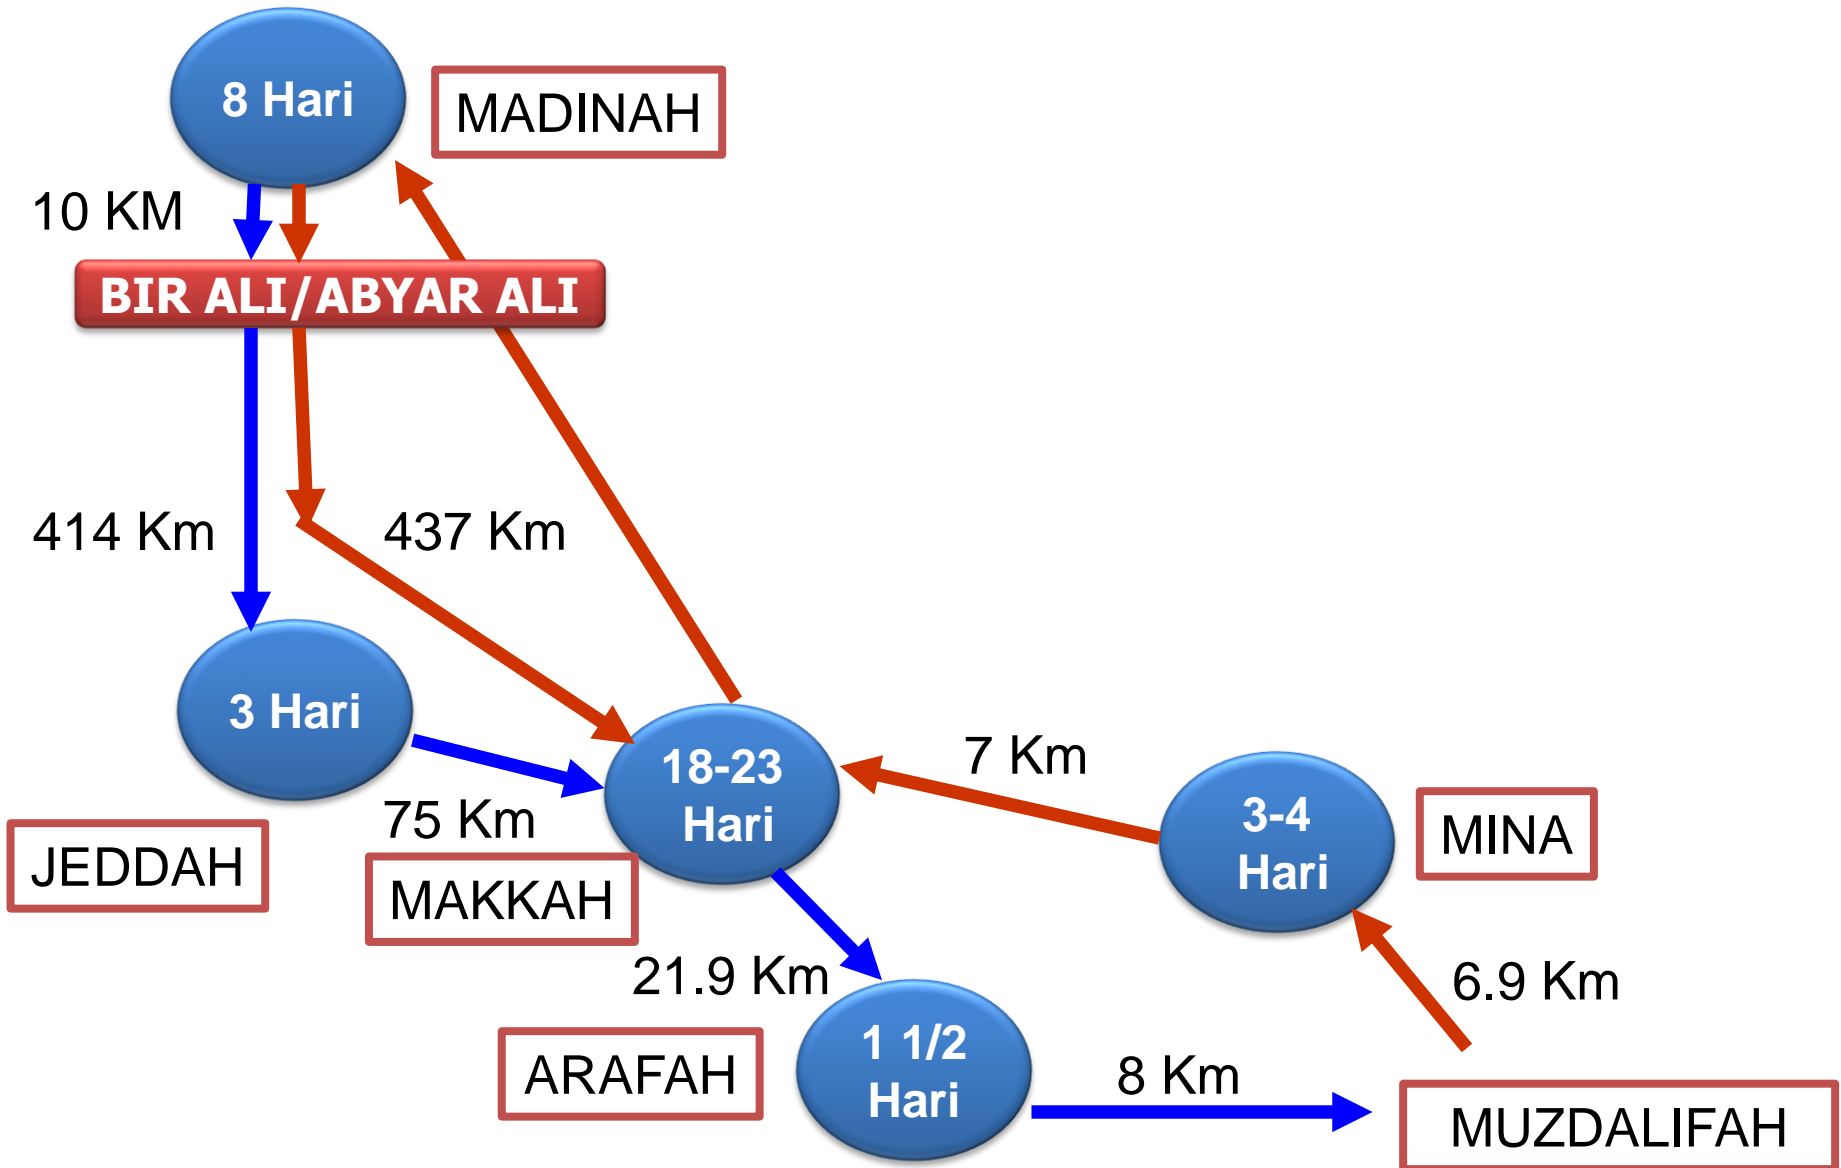 8 Hari
MADINAH
10 KM
BIR ALI/ABYAR ALI
414 Km
437 Km
3 Hari
18-23
Hari
7 Km
3-4
Hari
MINA
75 Km
JEDDAH
MAKKAH
21.9 Km
6.9 Km
ARAFAH
1 1/2
Hari
8 Km
MUZDALIFAH